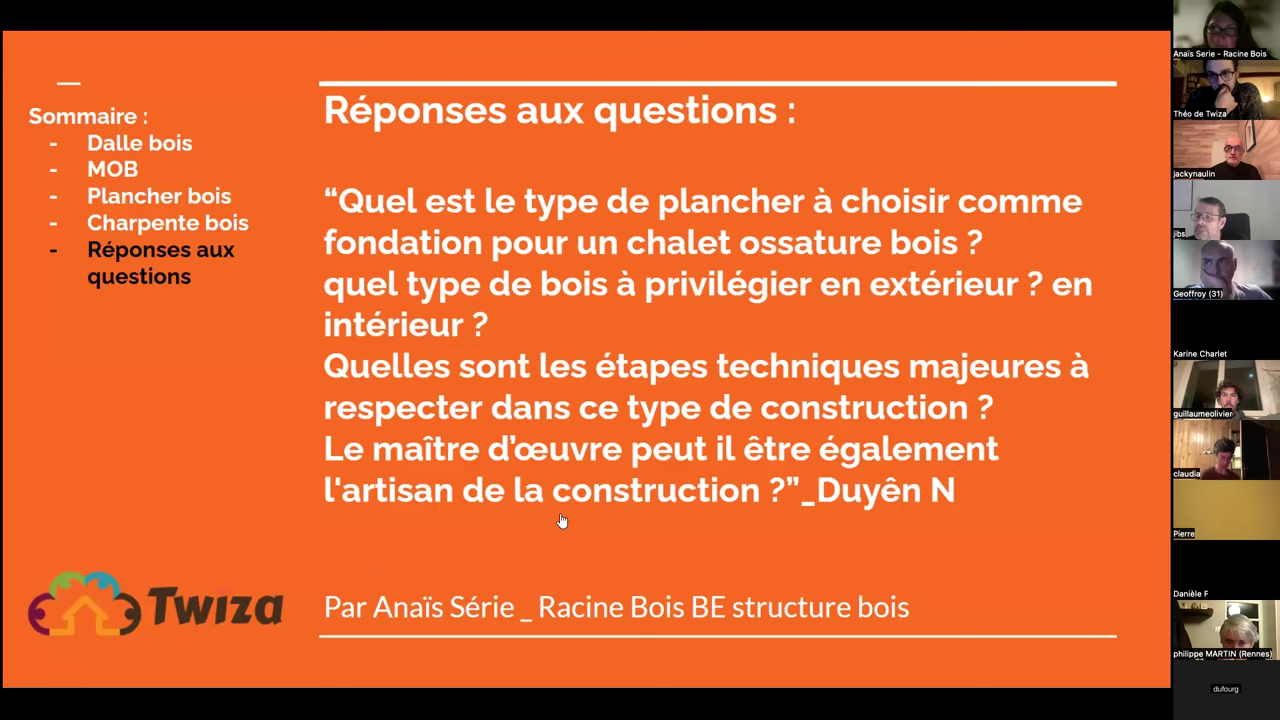 Sommaire :
- Dalle bois
- MOB
- Plancher bois
- Charpente bois
- Réponses aux
questions
Réponses aux questions :
“Quel est le type de plancher à choisir comme
fondation pour un chalet ossature bois ?
quel type de bois à privilégier en extérieur ? en
intérieur ?
Quelles sont les étapes techniques majeures à
respecter dans ce type de construction ?
Le maître d’œuvre peut il être également
l'artisan de la construction ?”_Duyên N
Twiza
Par Anaïs Série _ Racine Bois BE structure bois
Anaïs Serie - Racine Bois
Théo de Twiza
jackynaulin
jibs
Geoffroy (31)
Karine Charlet
guillaumeolivier
claudia
Pierre
Danièle F
philippe MARTIN (Rennes)
dufourg